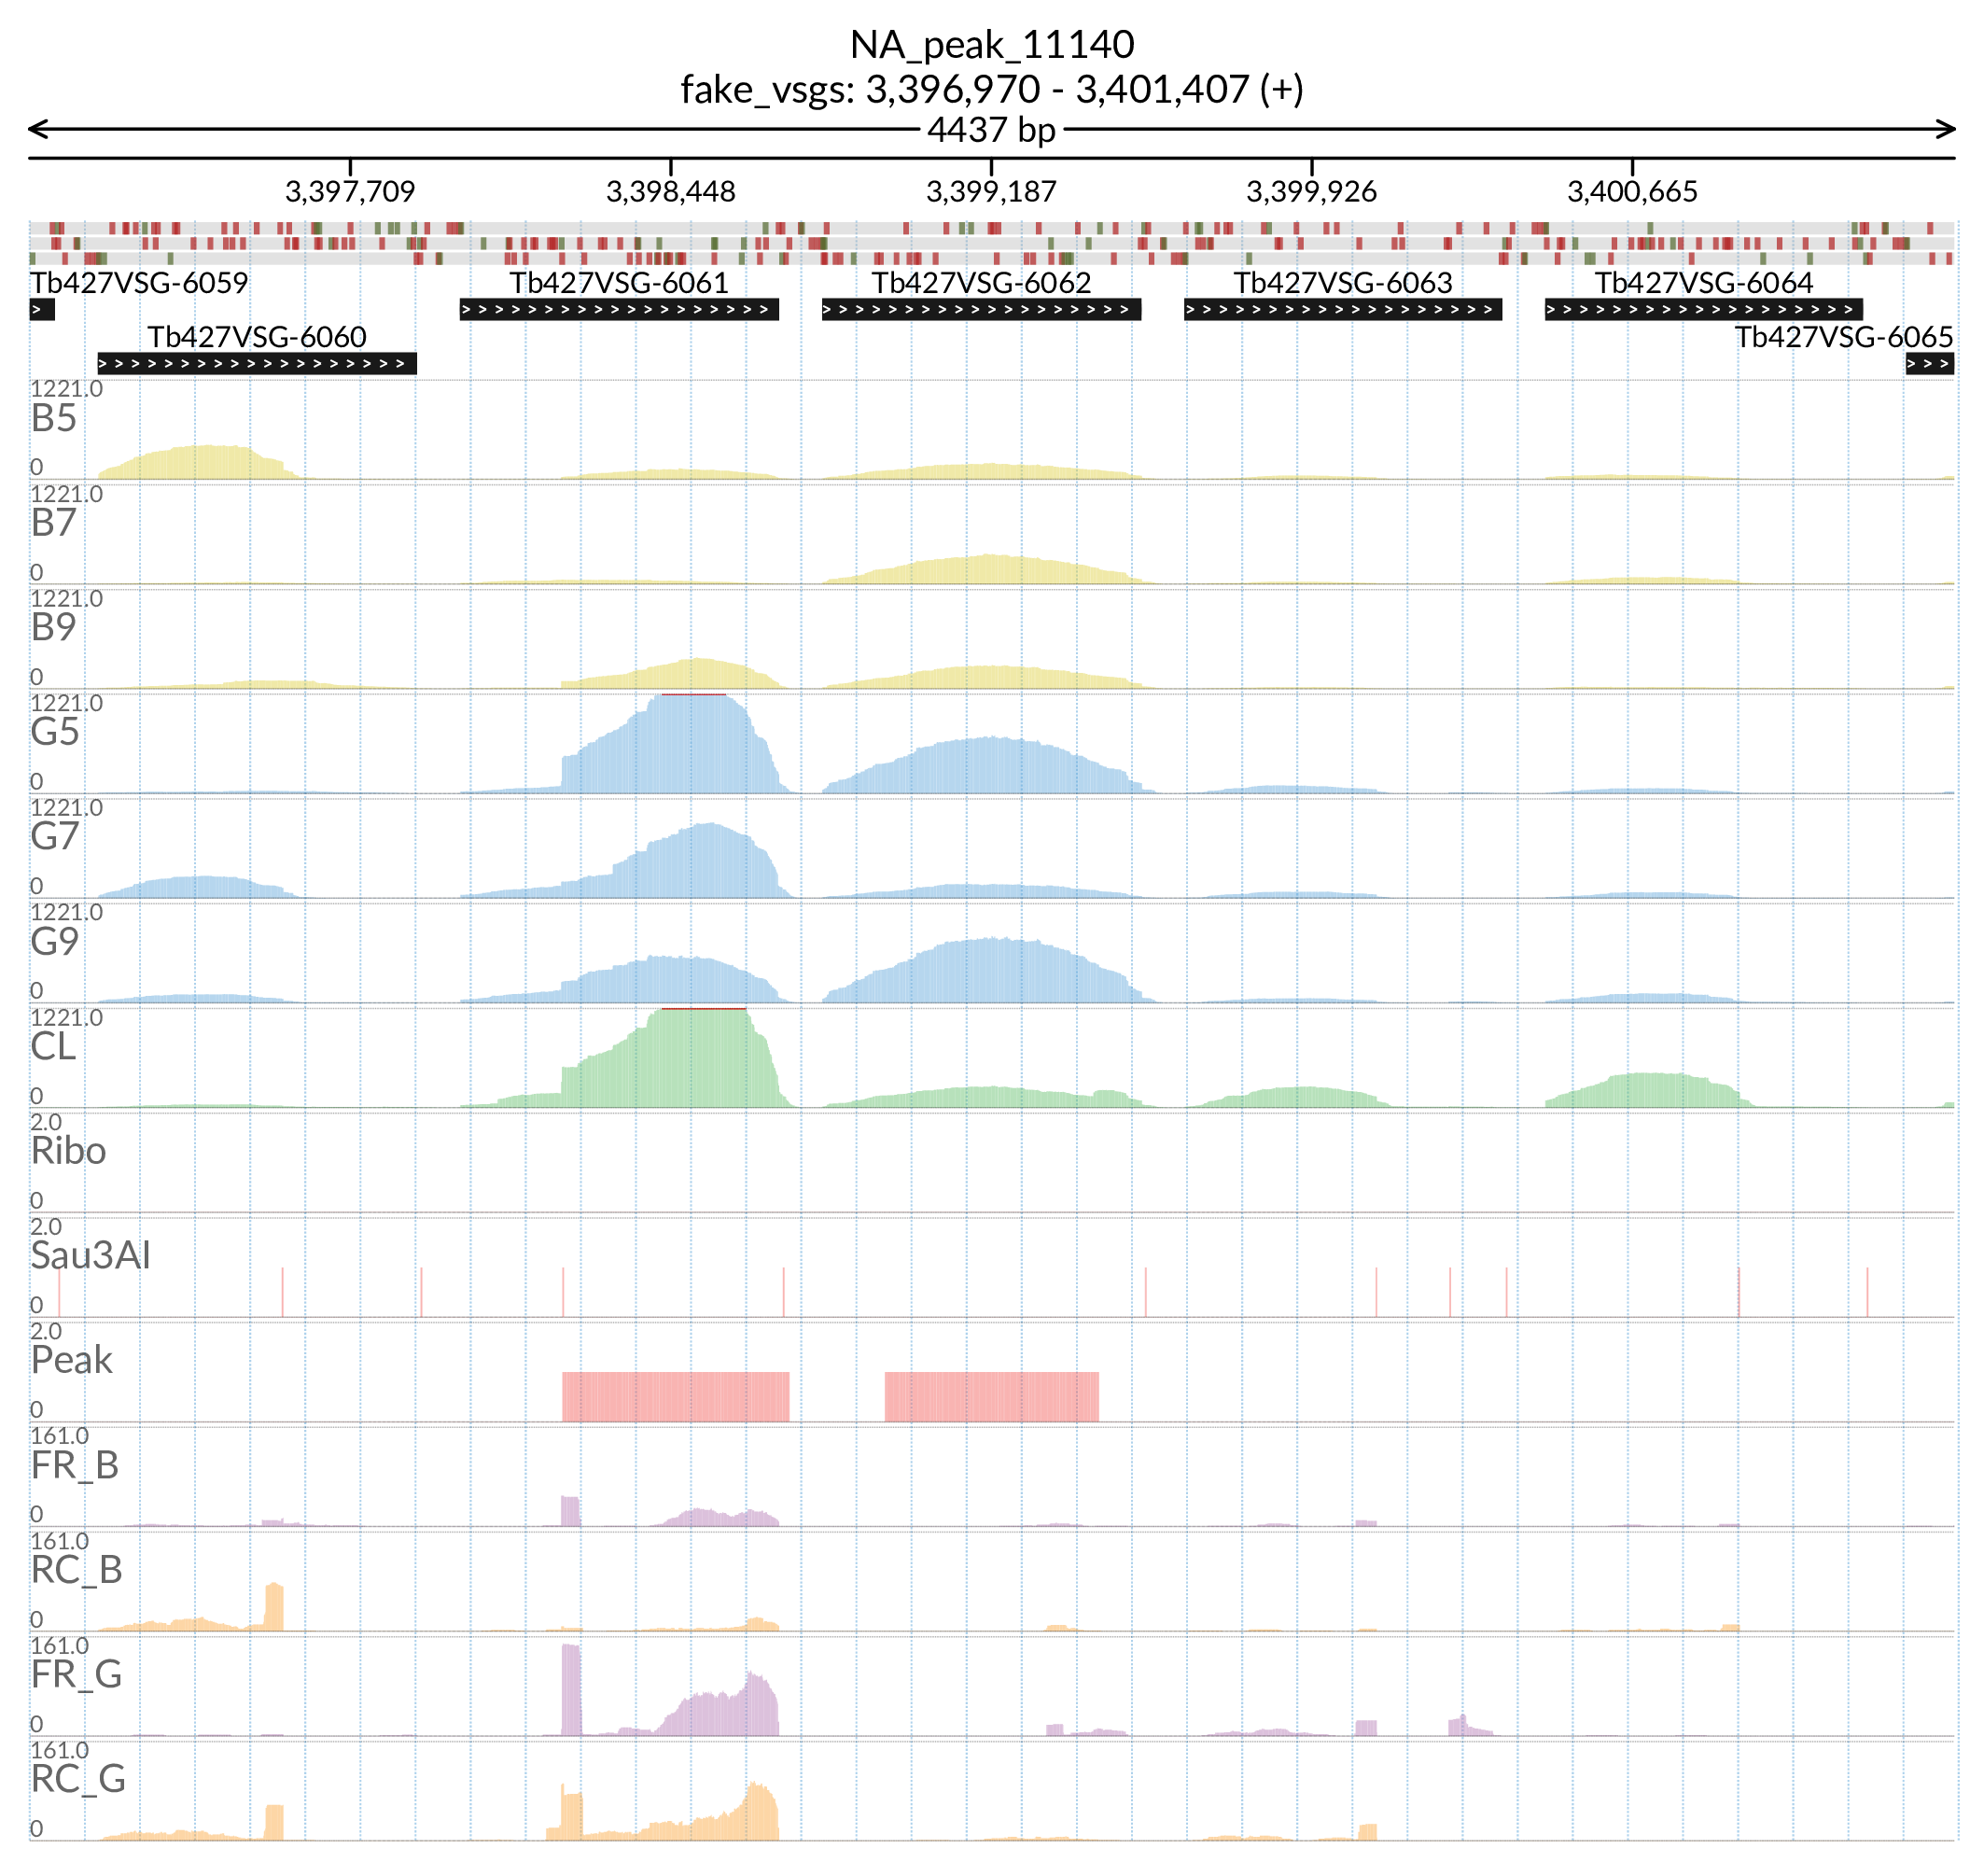 NA_peak_11140
fake_vsgs: 3,396,970 - 3,401,407 (+)
4437 bp
3,397,709 3,398,448 3,399,187 3,399,926 3,400,665
Tb427VSG-6059 Tb427VSG-6061 Tb427VSG-6062 Tb427VSG-6063 Tb427VSG-6064
Tb427VSG-6060 Tb427VSG-6065
1221.0
B5
0
1221.0
B7
0
1221.0
B9
0
1221.0
G5
0
1221.0
G7
0
1221.0
G9
0
1221.0
CL
0
2.0
Ribo
0
2.0
Sau3AI
0
2.0
Peak
0
161.0
FR_B
0
161.0
RC_B
0
161.0
FR_G
0
161.0
RC_G
0